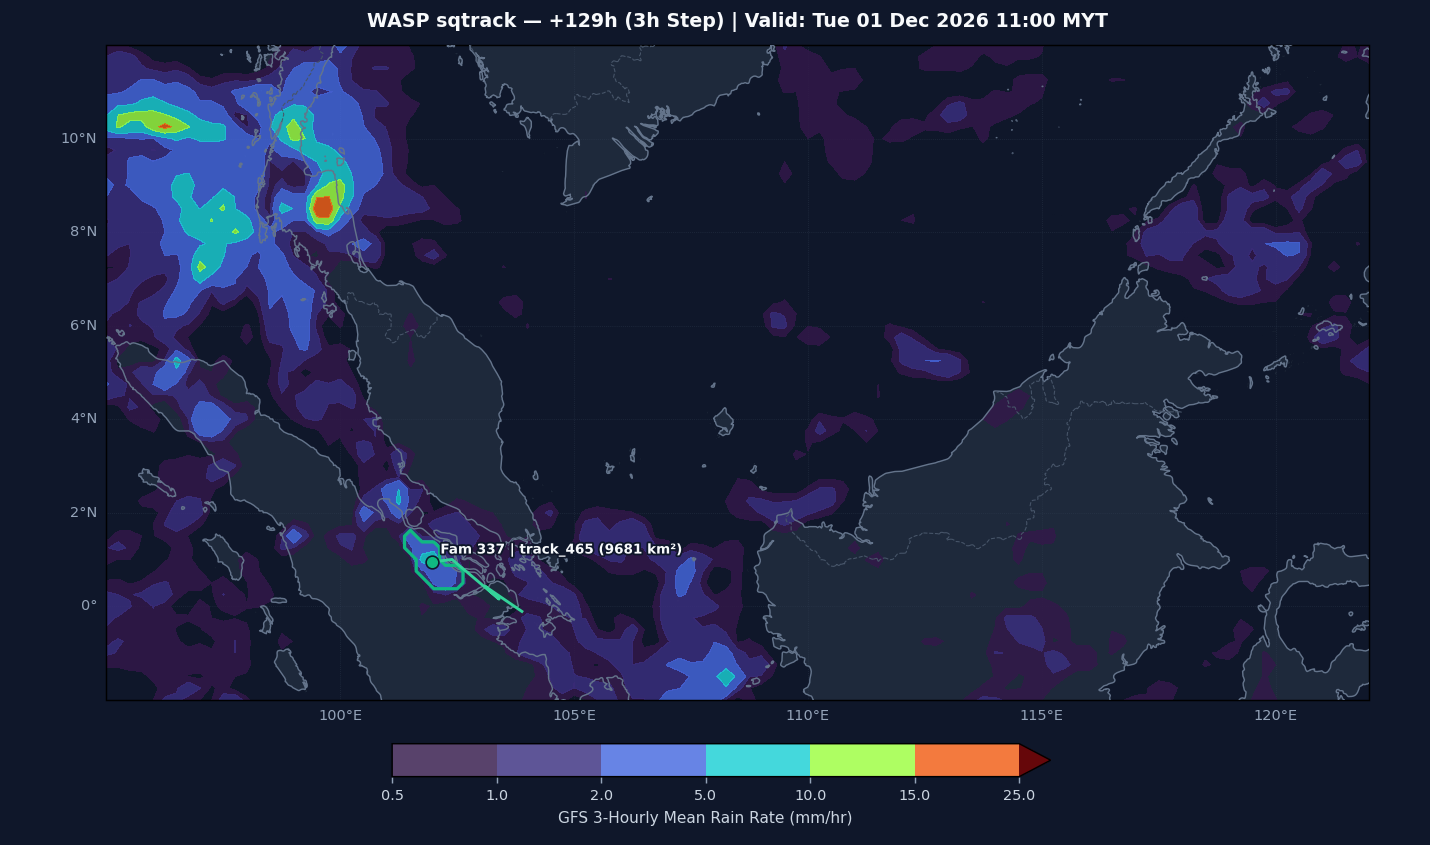 WASP sqtrack — +129h (3h Step) | Valid: Tue 01 Dec 2026 11:00 MYT
10°N
8°N
6°N
4°N
2°N
0°
Fam 337 | track_465 (9681 km²)
100°E
105°E
110°E
115°E
120°E
0.5
1.0
2.0
5.0
10.0
15.0
25.0
GFS 3-Hourly Mean Rain Rate (mm/hr)